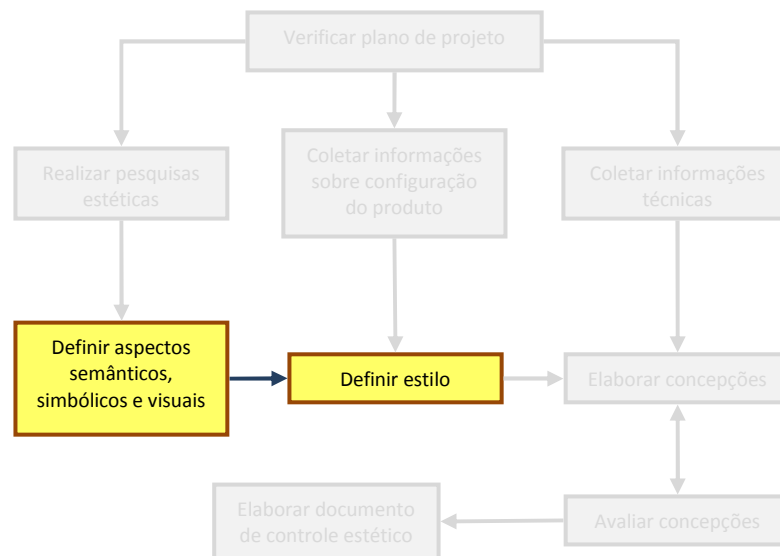 Verificar plano de projeto
Realizar pesquisas
estéticas
Coletar informações
sobre configuração
do produto
Coletar informações
técnicas
Definir aspectos
semânticos,
simbólicos e visuais
Definir estilo
Elaborar concepções
Elaborar documento
de controle estético
Avaliar concepções